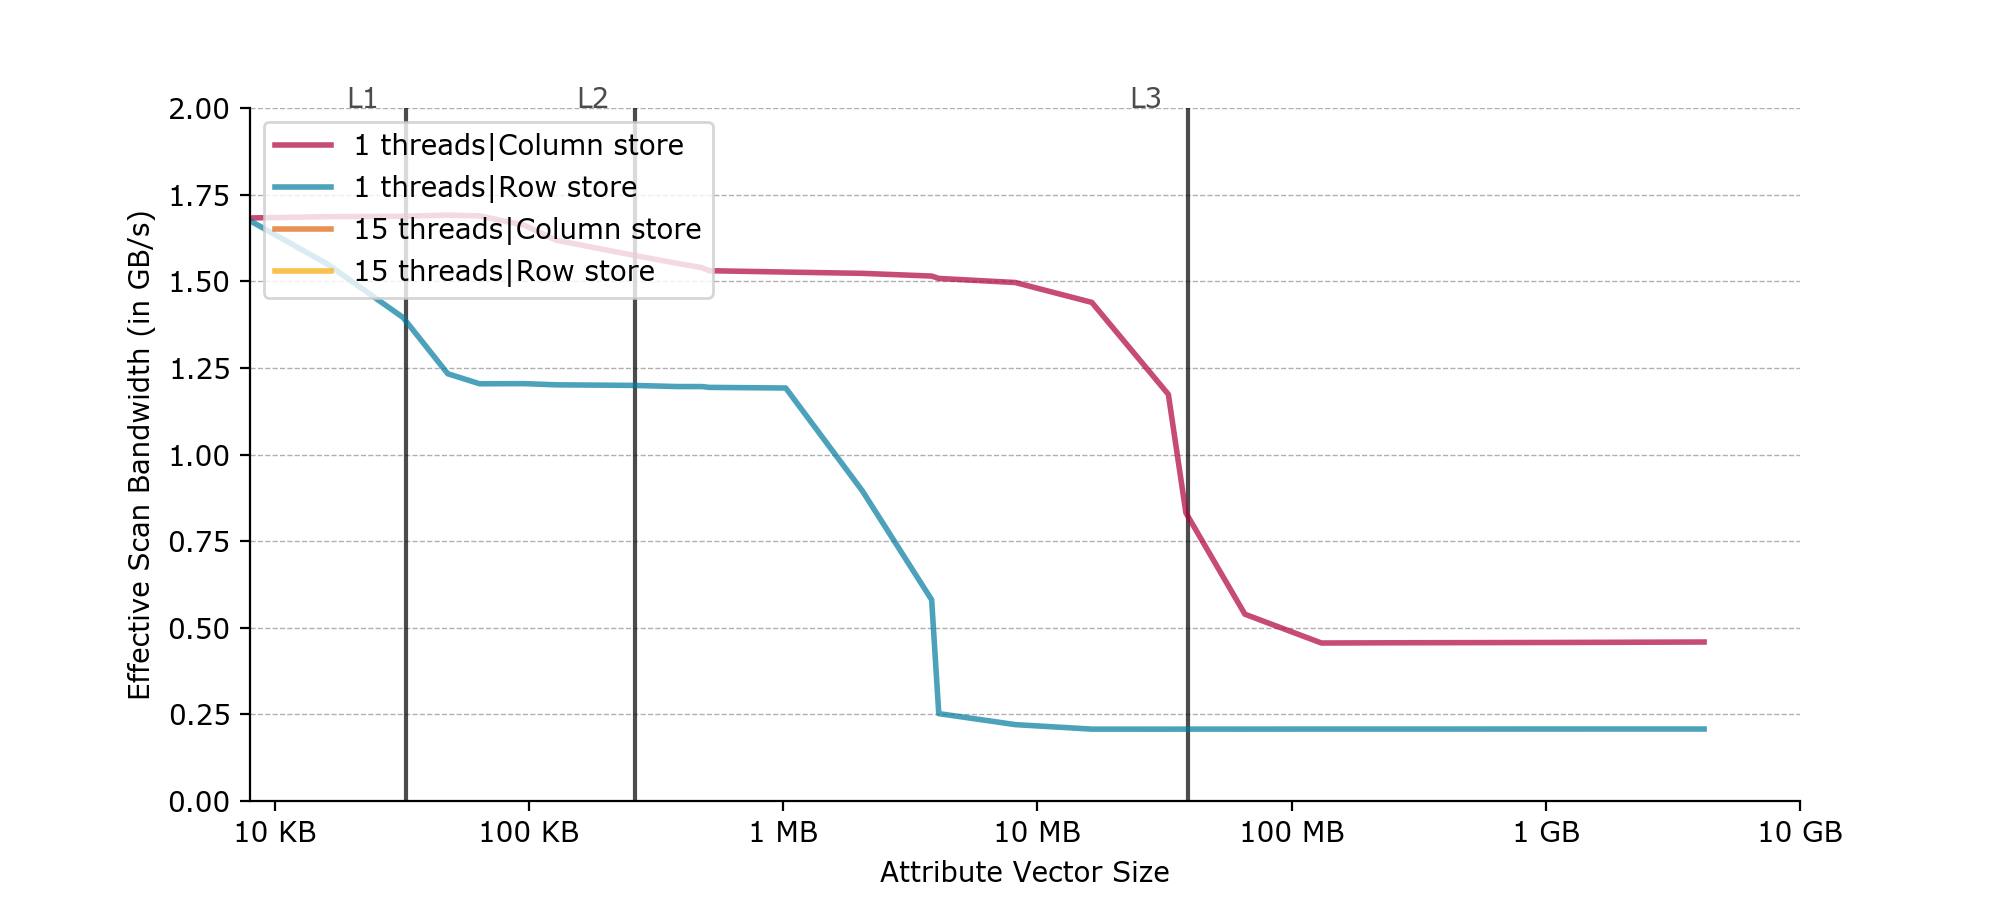 L1
L2
L3
2.00
1.75
1.50
1.25
1.00
0.75
0.50
0.25
0.00
Effective Scan Bandwidth (in GB/s)
1 threads|Column store
1 threads|Row store
15 threads|Column store
15 threads|Row store
10 KB
100 KB
1 MB
10 MB
100 MB
1 GB
10 GB
Attribute Vector Size